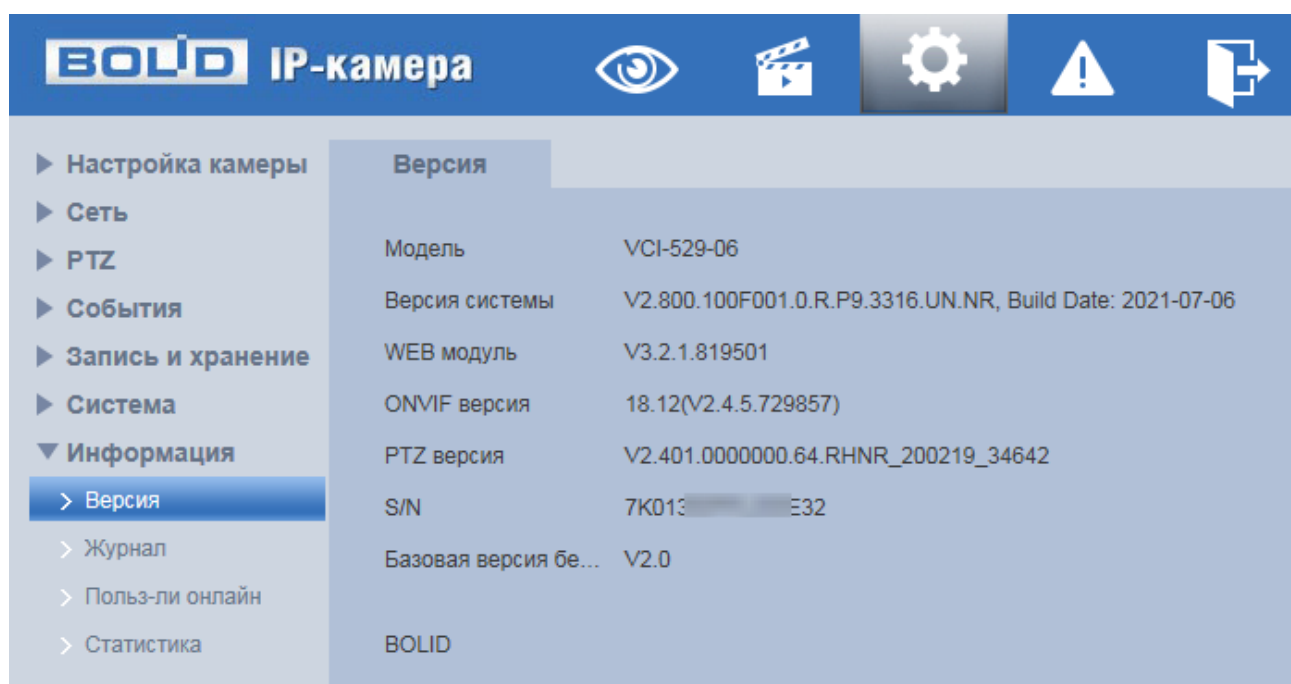 BOLID IP-камера
Настройка камеры
Сеть
PTZ
События
Запись и хранение
Система
Информация
Версия
Журнал
Польз-ли онлайн
Статистика
Версия
Модель VCI-529-06
Версия системы V2.800.100F001.0.R.P9.3316.UN.NR, Build Date: 2021-07-06
WEB модуль V3.2.1.819501
ONVIF версия 18.12(V2.4.5.729857)
PTZ версия V2.401.0000000.64.RHNR_200219_34642
S/N
Базовая версия бе... V2.0
BOLID